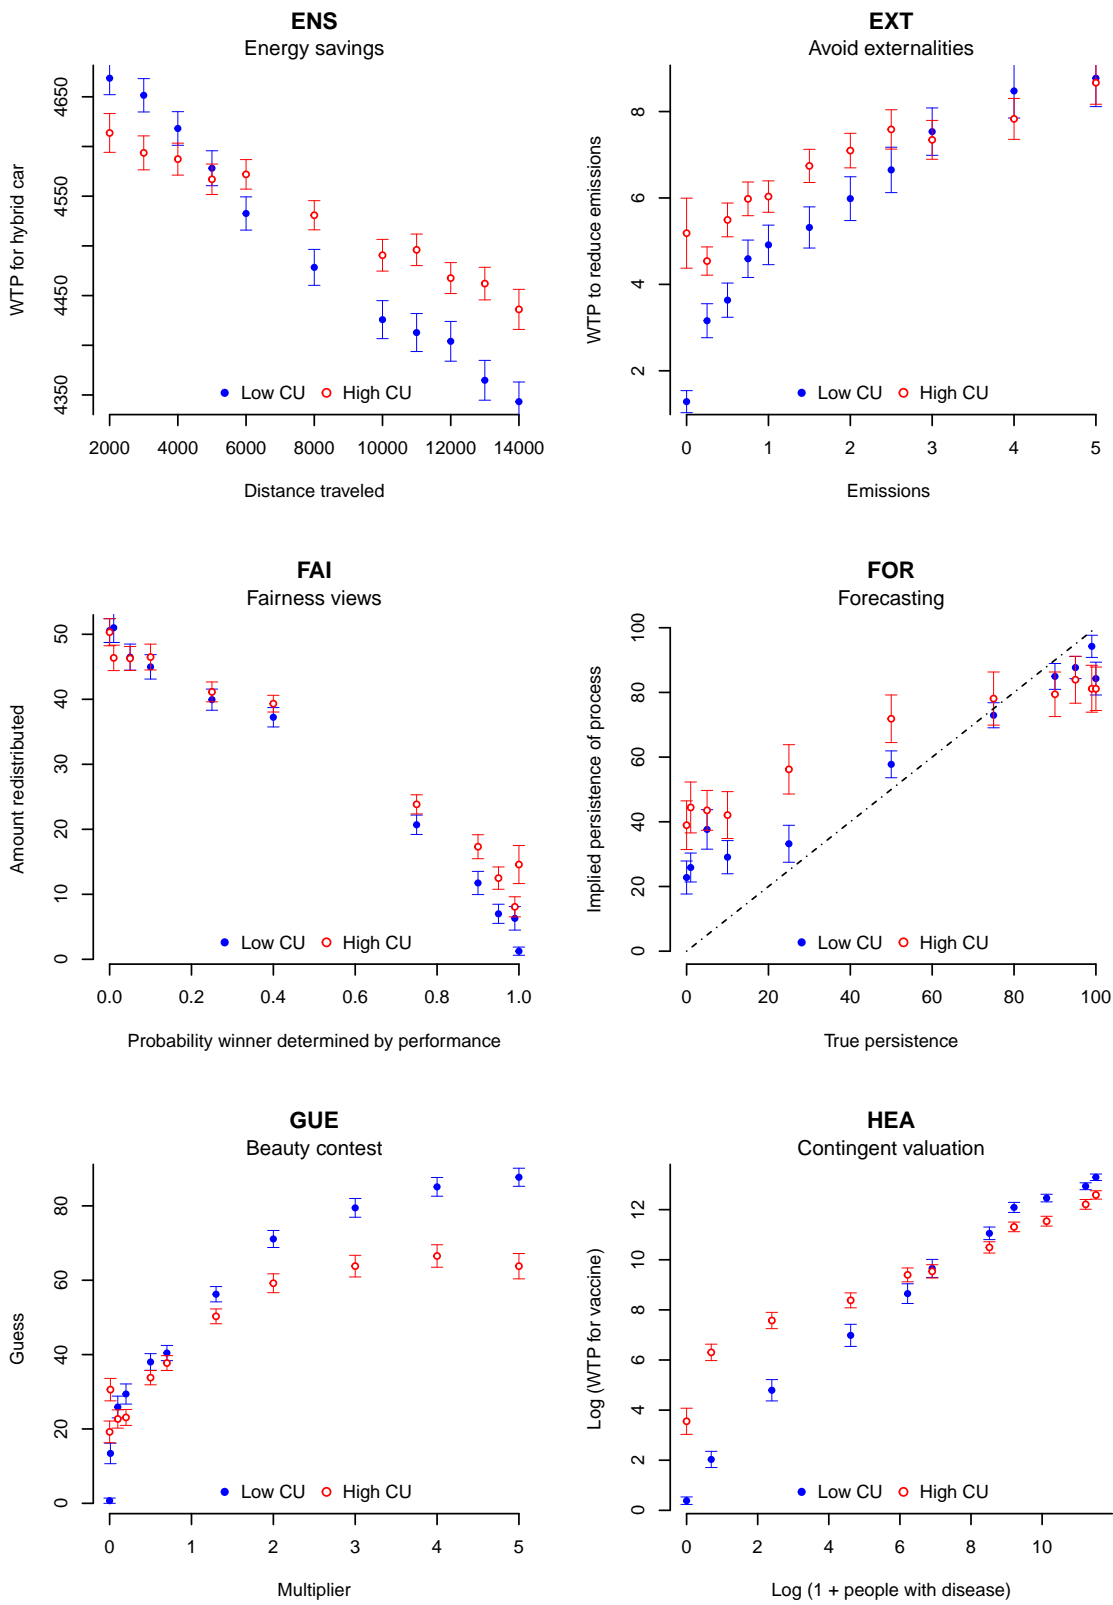 ENS
Energy savings
WTP for hybrid car
4650
4550
4450
4350
Low CU
High CU
2000 4000 6000 8000 10000 12000 14000
Distance traveled
EXT
Avoid externalities
WTP to reduce emissions
8
6
4
2
Low CU
High CU
0 1 2 3 4 5
Emissions
FAI
Fairness views
Amount redistributed
50
40
30
20
10
0
Low CU
High CU
0.0 0.2 0.4 0.6 0.8 1.0
Probability winner determined by performance
FOR
Forecasting
Implied persistence of process
100
80
60
40
20
0
Low CU
High CU
0 20 40 60 80 100
True persistence
GUE
Beauty contest
Guess
80
60
40
20
0
Low CU
High CU
0 1 2 3 4 5
Multiplier
HEA
Contingent valuation
Log (WTP for vaccine)
12
10
8
6
4
2
0
Low CU
High CU
0 2 4 6 8 10
Log (1 + people with disease)